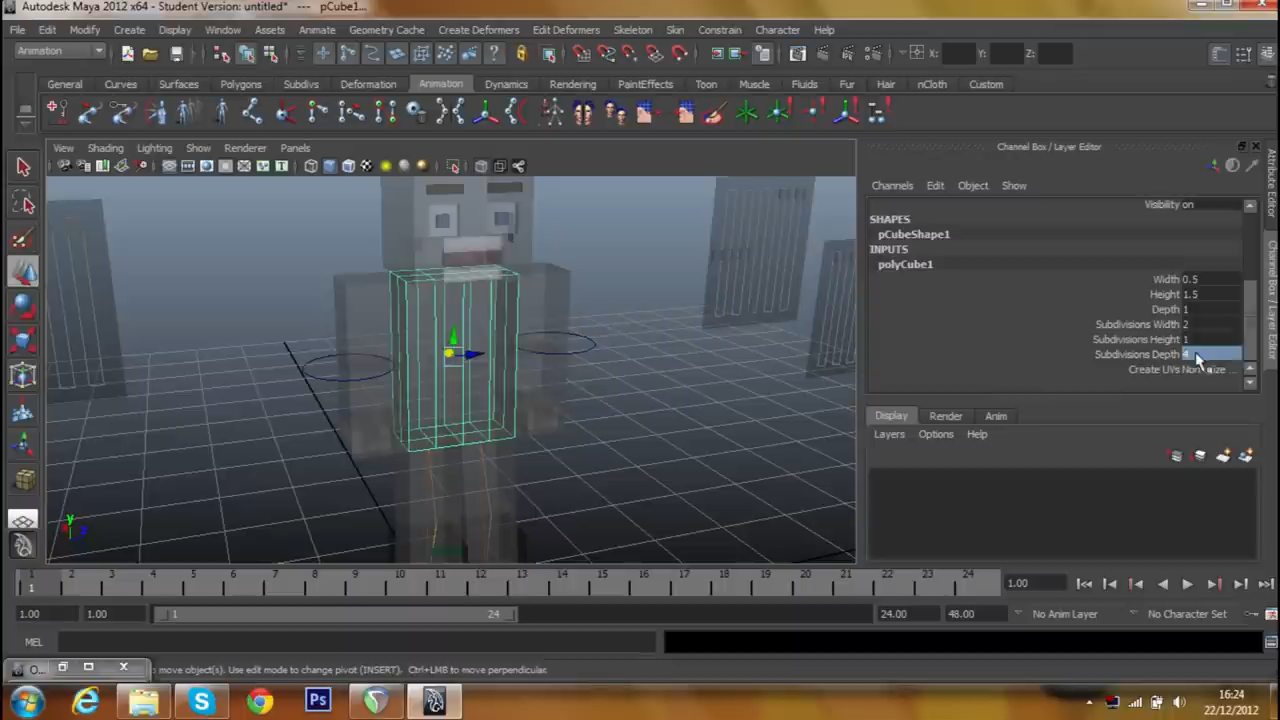 Autodesk Maya 2012 x64 - Student Version: untitled* --- pCube1...
File Edit Modify Create Display Window Assets Animate Geometry Cache Create Deformers Edit Deformers Skeleton Skin Constrain Character Help
Animation X: Y: Z:
General Curves Surfaces Polygons Subdivs Deformation Animation Dynamics Rendering PaintEffects Toon Muscle Fluids Fur Hair nCloth Custom
View Shading Lighting Show Renderer Panels
Channel Box / Layer Editor
Channels Edit Object Show
Visibility on
SHAPES
pCubeShape1
INPUTS
polyCube1
Width 0.5
Height 1.5
Depth 1
Subdivisions Width 2
Subdivisions Height 1
Subdivisions Depth 4
Create UVs
Attribute Editor
Channel Box / Layer Editor
Display Render Anim
Layers Options Help
y
z
1 2 3 4 5 6 7 8 9 10 11 12 13 14 15 16 17 18 19 20 21 22 23 24
1 1.00
1.00 1.00 1 24 24.00 48.00 No Anim Layer No Character Set
MEL
O... move object(s). Use edit mode to change pivot (INSERT). Ctrl+LMB to move perpendicular.
Ps
16:24
22/12/2012